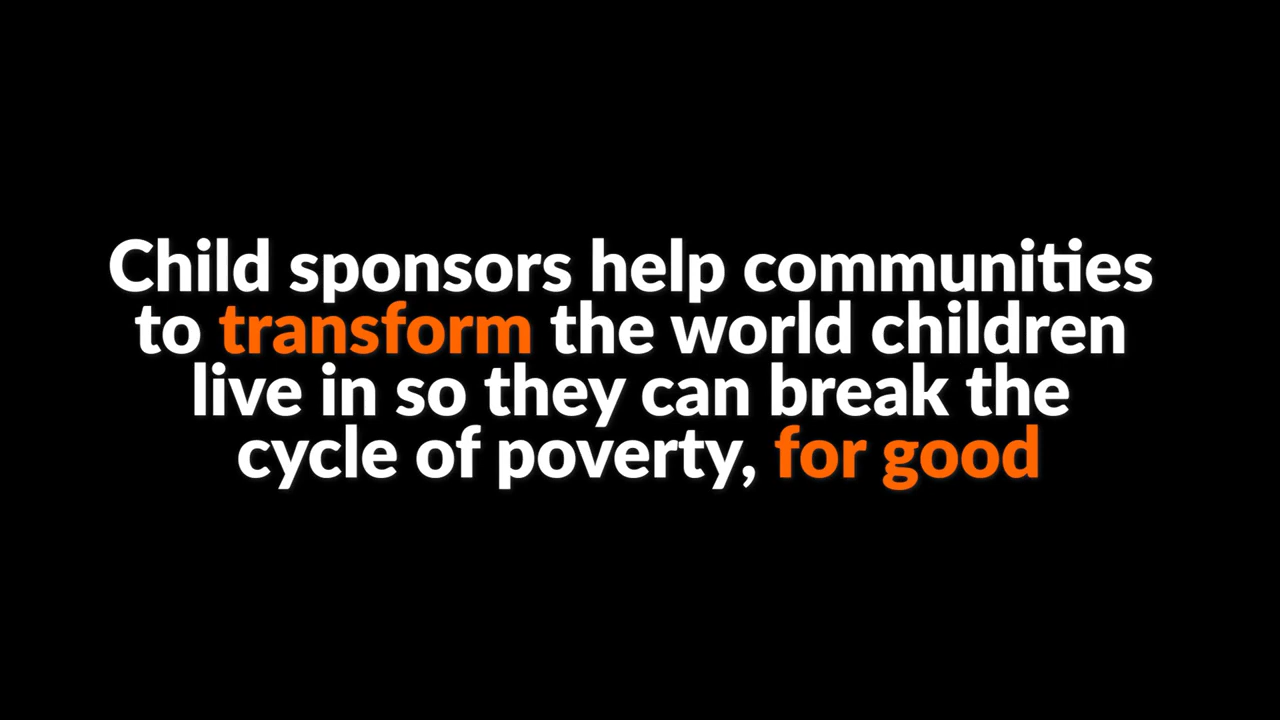 Child sponsors help communities
to transform the world children
live in so they can break the
cycle of poverty, for good